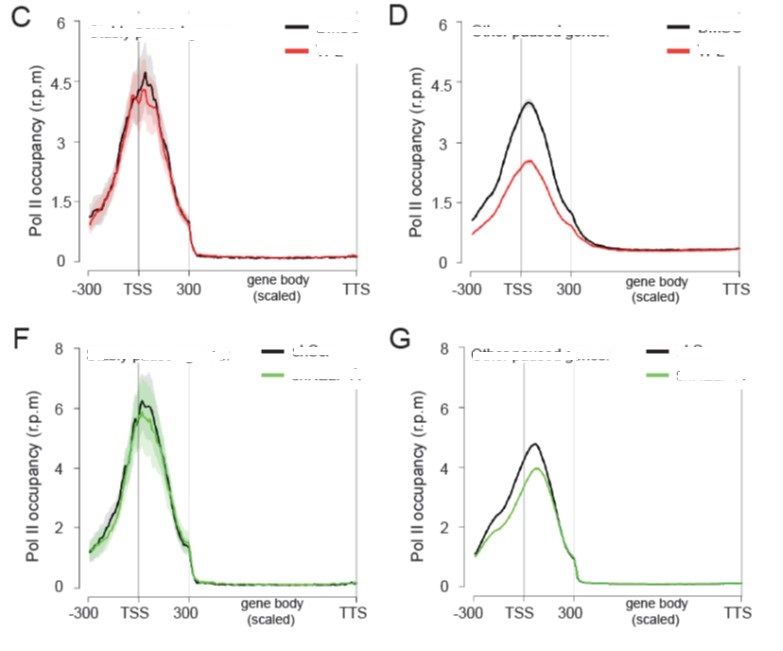 C
6
4.5
3
1.5
0
Pol II occupancy (r.p.m)
-300 TSS 300 gene body (scaled) TTS
D
6
4.5
3
1.5
0
Pol II occupancy (r.p.m)
-300 TSS 300 gene body (scaled) TTS
F
8
6
4
2
0
Pol II occupancy (r.p.m)
-300 TSS 300 gene body (scaled) TTS
G
8
6
4
2
0
Pol II occupancy (r.p.m)
-300 TSS 300 gene body (scaled) TTS